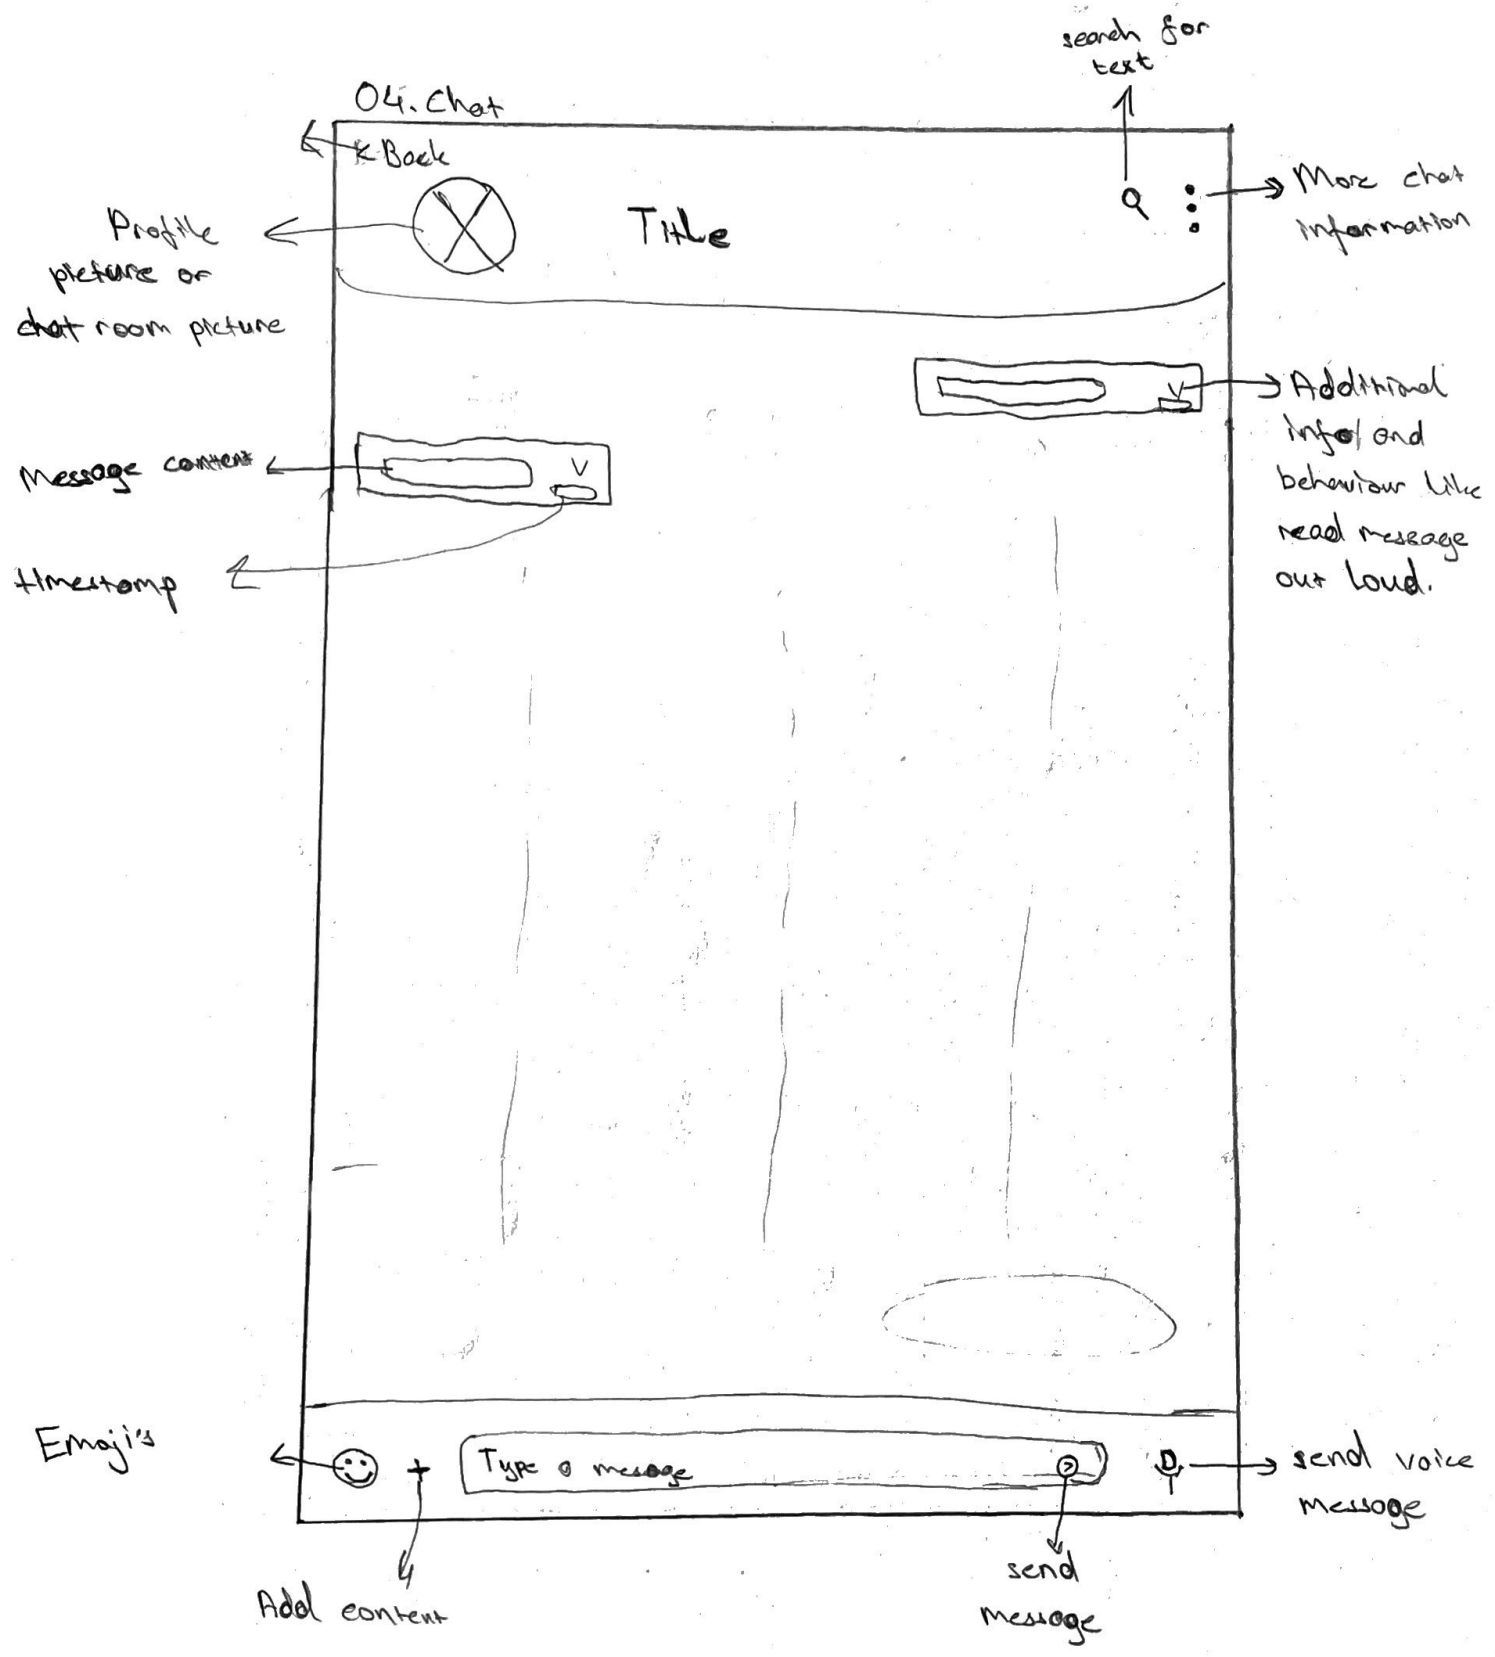 search for
text
04. Chat
< Back
Title
More chat
information
Profile
picture or
chat room picture
Additional
info/and
behaviour like
read message
out loud.
Message content
timestamp
Emoji's
Type a message
send voice
message
Add content
send
message